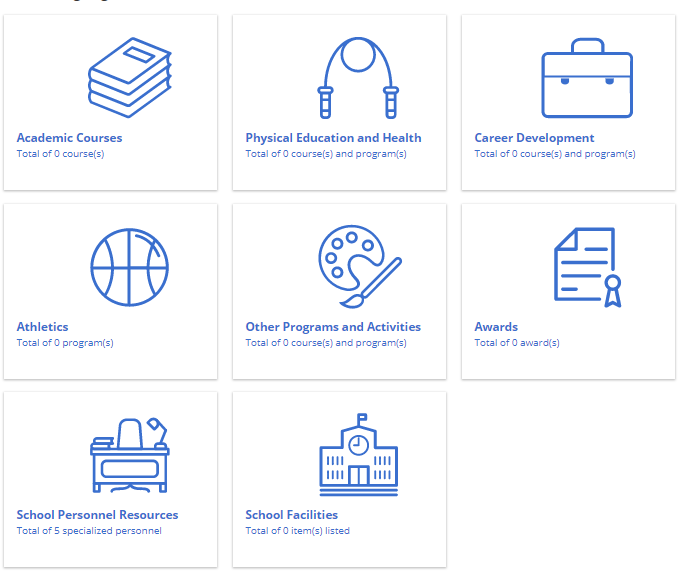 Academic Courses
Total of 0 course(s)
Physical Education and Health
Total of 0 course(s) and program(s)
Career Development
Total of 0 course(s) and program(s)
Athletics
Total of 0 program(s)
Other Programs and Activities
Total of 0 course(s) and program(s)
Awards
Total of 0 award(s)
School Personnel Resources
Total of 5 specialized personnel
School Facilities
Total of 0 item(s) listed